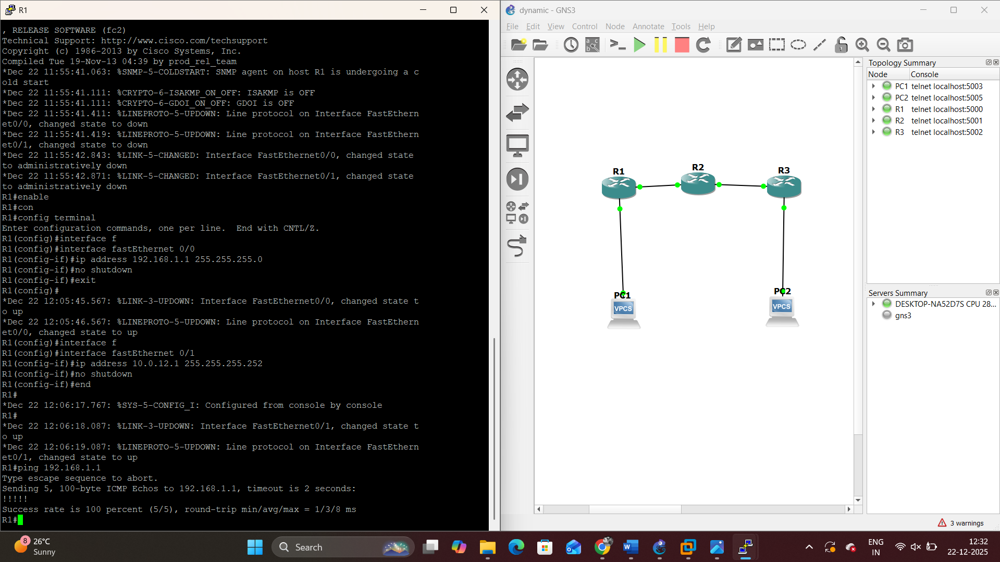 R1
, RELEASE SOFTWARE (fc2)
Technical Support: http://www.cisco.com/techsupport
Copyright (c) 1986-2013 by Cisco Systems, Inc.
Compiled Tue 19-Nov-13 04:39 by prod_rel_team
*Dec 22 11:55:41.063: %SNMP-5-COLDSTART: SNMP agent on host R1 is undergoing a c
old start
*Dec 22 11:55:41.111: %CRYPTO-6-ISAKMP_ON_OFF: ISAKMP is OFF
*Dec 22 11:55:41.111: %CRYPTO-6-GDOI_ON_OFF: GDOI is OFF
*Dec 22 11:55:41.411: %LINEPROTO-5-UPDOWN: Line protocol on Interface FastEthern
et0/0, changed state to down
*Dec 22 11:55:41.419: %LINEPROTO-5-UPDOWN: Line protocol on Interface FastEthern
et0/1, changed state to down
*Dec 22 11:55:42.843: %LINK-5-CHANGED: Interface FastEthernet0/0, changed state
to administratively down
*Dec 22 11:55:42.871: %LINK-5-CHANGED: Interface FastEthernet0/1, changed state
to administratively down
R1#enable
R1#con
R1#config terminal
Enter configuration commands, one per line.  End with CNTL/Z.
R1(config)#interface f
R1(config)#interface fastEthernet 0/0
R1(config-if)#ip address 192.168.1.1 255.255.255.0
R1(config-if)#no shutdown
R1(config-if)#exit
R1(config)#
*Dec 22 12:05:45.567: %LINK-3-UPDOWN: Interface FastEthernet0/0, changed state t
o up
*Dec 22 12:05:46.567: %LINEPROTO-5-UPDOWN: Line protocol on Interface FastEthern
et0/0, changed state to up
R1(config)#interface f
R1(config)#interface fastEthernet 0/1
R1(config-if)#ip address 10.0.12.1 255.255.255.252
R1(config-if)#no shutdown
R1(config-if)#end
R1#
*Dec 22 12:06:17.767: %SYS-5-CONFIG_I: Configured from console by console
R1#
*Dec 22 12:06:18.087: %LINK-3-UPDOWN: Interface FastEthernet0/1, changed state t
o up
*Dec 22 12:06:19.087: %LINEPROTO-5-UPDOWN: Line protocol on Interface FastEthern
et0/1, changed state to up
R1#ping 192.168.1.1
Type escape sequence to abort.
Sending 5, 100-byte ICMP Echos to 192.168.1.1, timeout is 2 seconds:
!!!!!
Success rate is 100 percent (5/5), round-trip min/avg/max = 1/3/8 ms
R1#
dynamic - GNS3
File Edit View Control Node Annotate Tools Help
R1
R2
R3
PC1
VPCS
PC2
VPCS
Topology Summary
Node Console
PC1 telnet localhost:5003
PC2 telnet localhost:5005
R1 telnet localhost:5000
R2 telnet localhost:5001
R3 telnet localhost:5002
Servers Summary
DESKTOP-NA52D7S CPU 28...
gns3
3 warnings
8
26°C
Sunny
Search
ENG
IN
12:32
22-12-2025